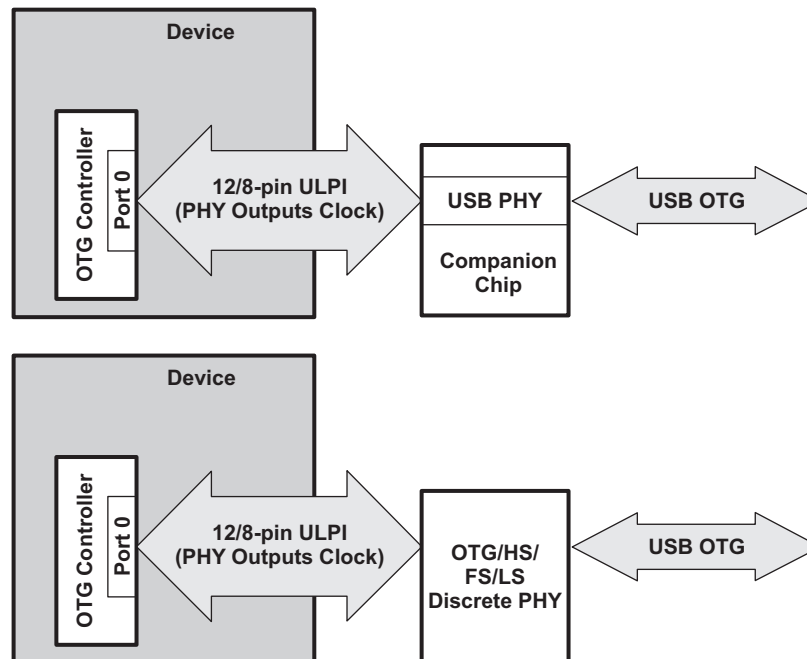 Device
OTG Controller
Port 0
12/8-pin ULPI
(PHY Outputs Clock)
USB PHY
Companion
Chip
USB OTG
Device
OTG Controller
Port 0
12/8-pin ULPI
(PHY Outputs Clock)
OTG/HS/
FS/LS
Discrete PHY
USB OTG